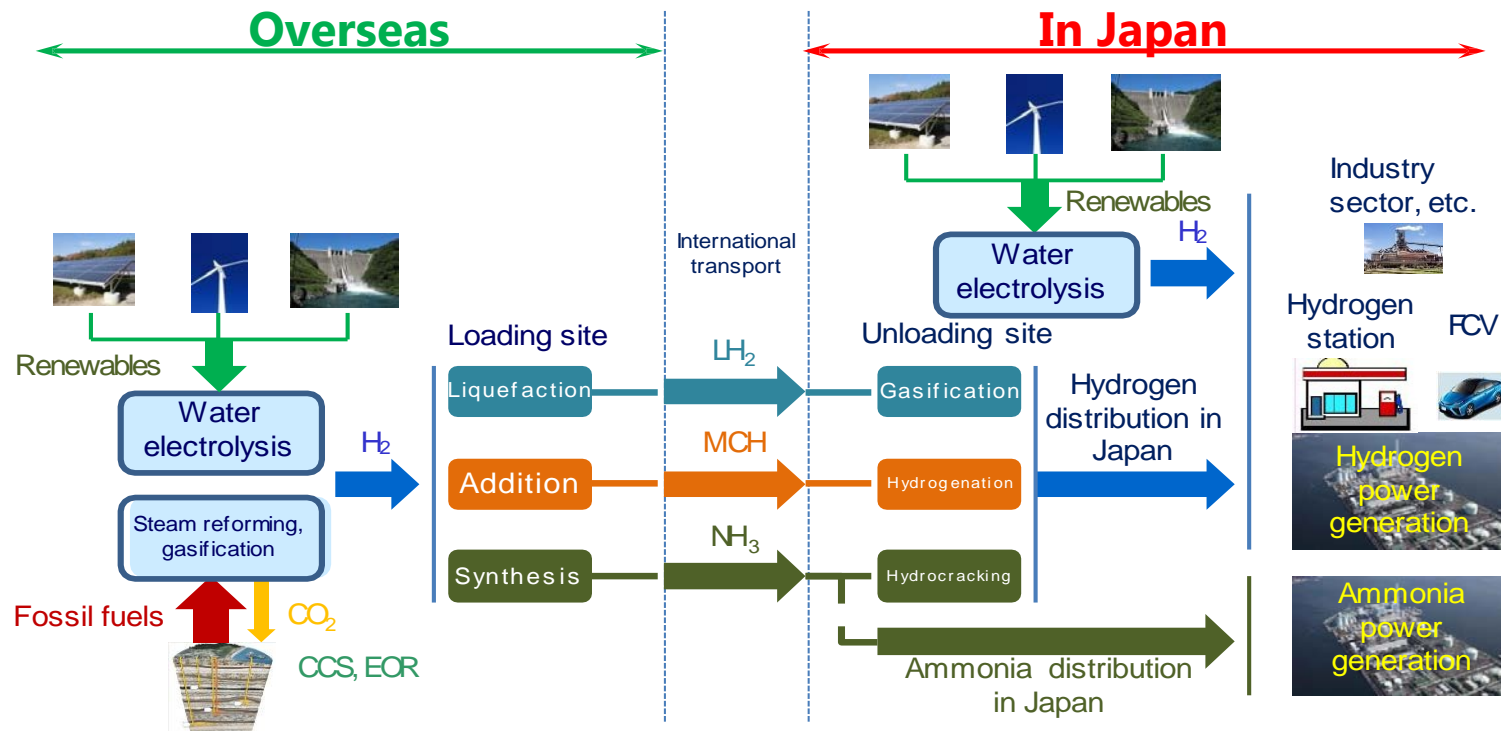 Overseas
In Japan
Renewables
Water
electrolysis
Steam reforming,
gasification
Fossil fuels
CO₂
CCS, EOR
H₂
Loading site
Liquefaction
Addition
Synthesis
International
transport
LH₂
MCH
NH₃
Renewables
Water
electrolysis
H₂
Unloading site
Gasification
Hydrogenation
Hydrocracking
Hydrogen
distribution in
Japan
Ammonia distribution
in Japan
Industry
sector, etc.
Hydrogen
station
FCV
Hydrogen
power
generation
Ammonia
power
generation